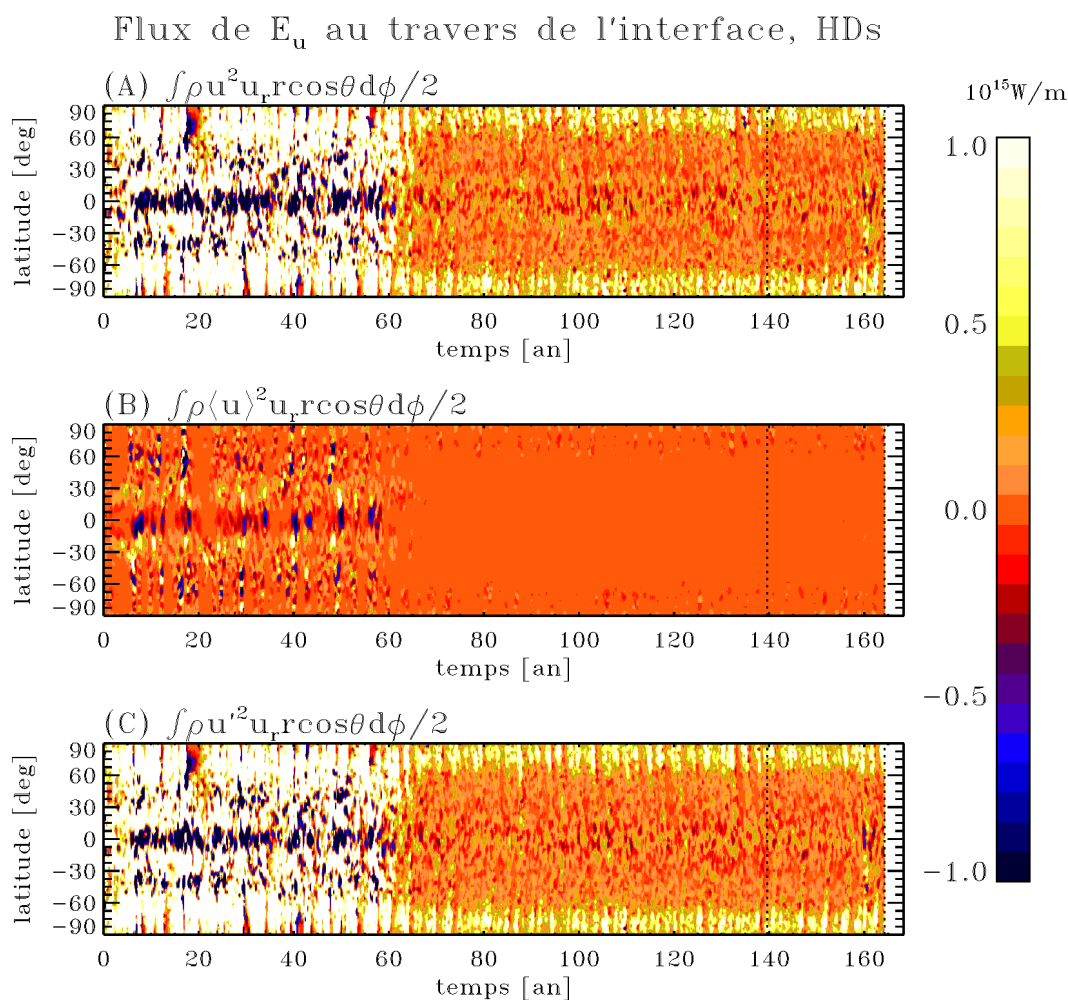 Flux de E_u au travers de l'interface, HDs
(A) ∫ρu²u_r rcosθdϕ/2
10¹⁵W/m
90
60
30
0
−30
−60
−90
latitude [deg]
0 20 40 60 80 100 120 140 160
temps [an]
(B) ∫ρ⟨u⟩²u_r rcosθdϕ/2
90
60
30
0
−30
−60
−90
latitude [deg]
0 20 40 60 80 100 120 140 160
temps [an]
(C) ∫ρu'²u_r rcosθdϕ/2
90
60
30
0
−30
−60
−90
latitude [deg]
0 20 40 60 80 100 120 140 160
temps [an]
1.0
0.5
0.0
−0.5
−1.0